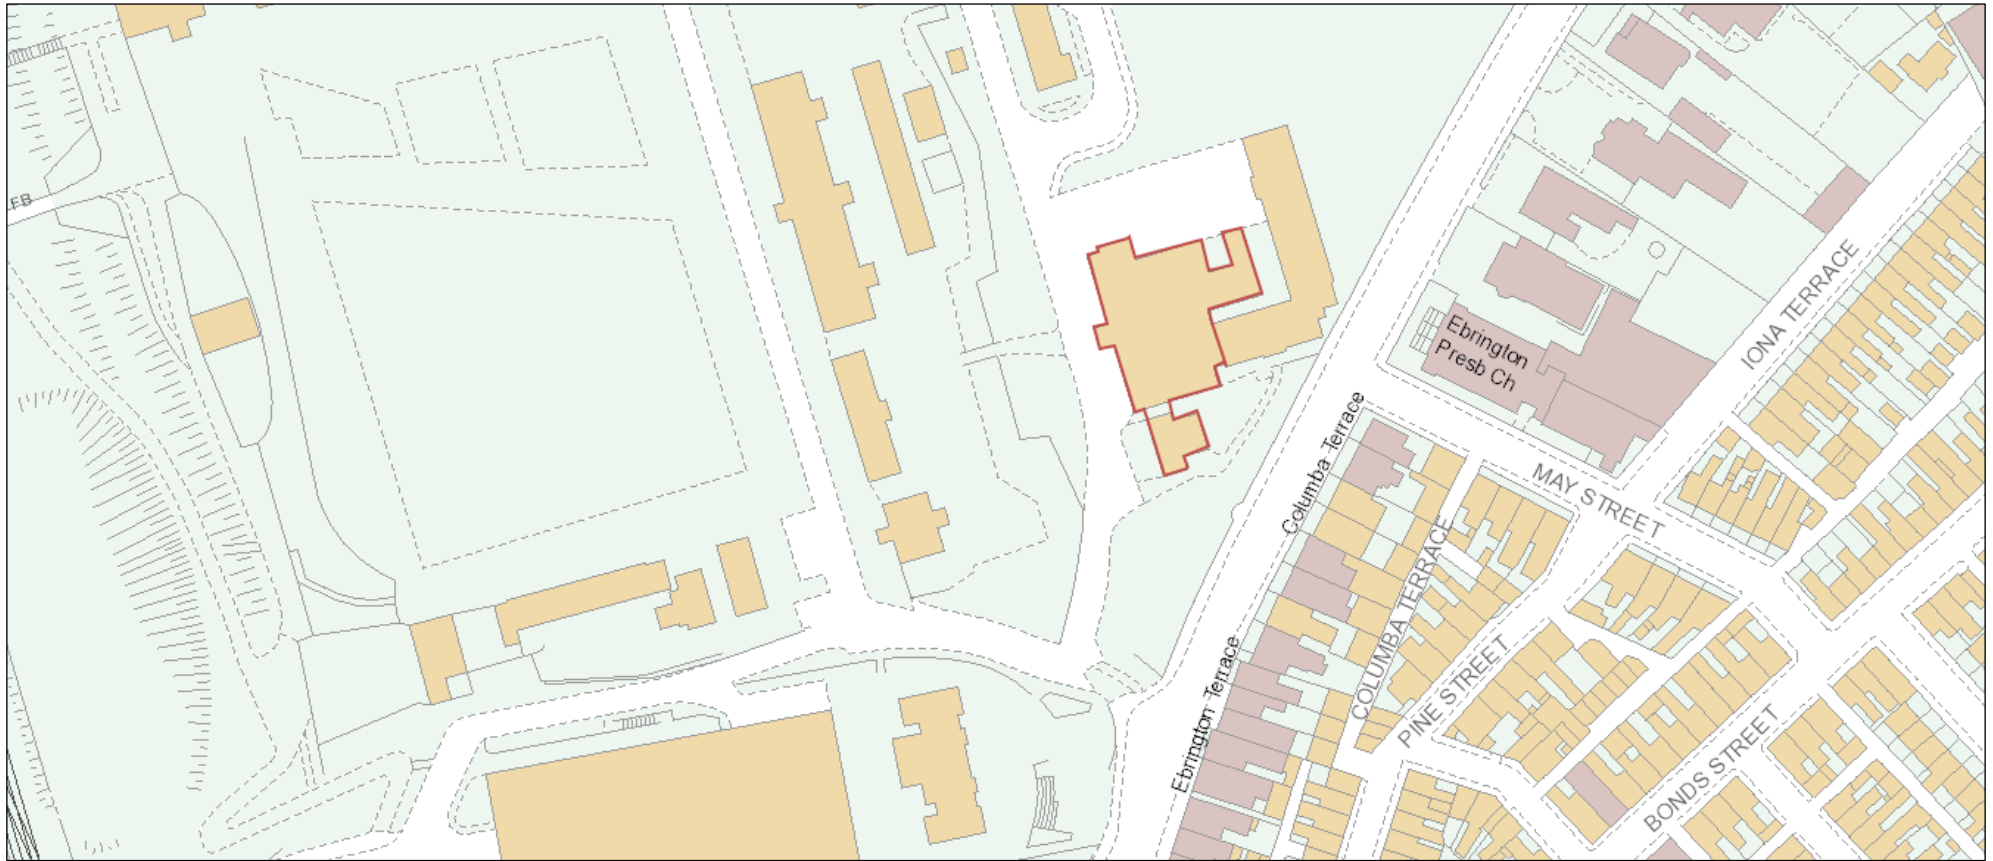 FB
IONA TERRACE
Ebrington
Presb Ch
Columba Terrace
MAY STREET
COLUMBA TERRACE
Ebrington Terrace
PINE STREET
BONDS STREET